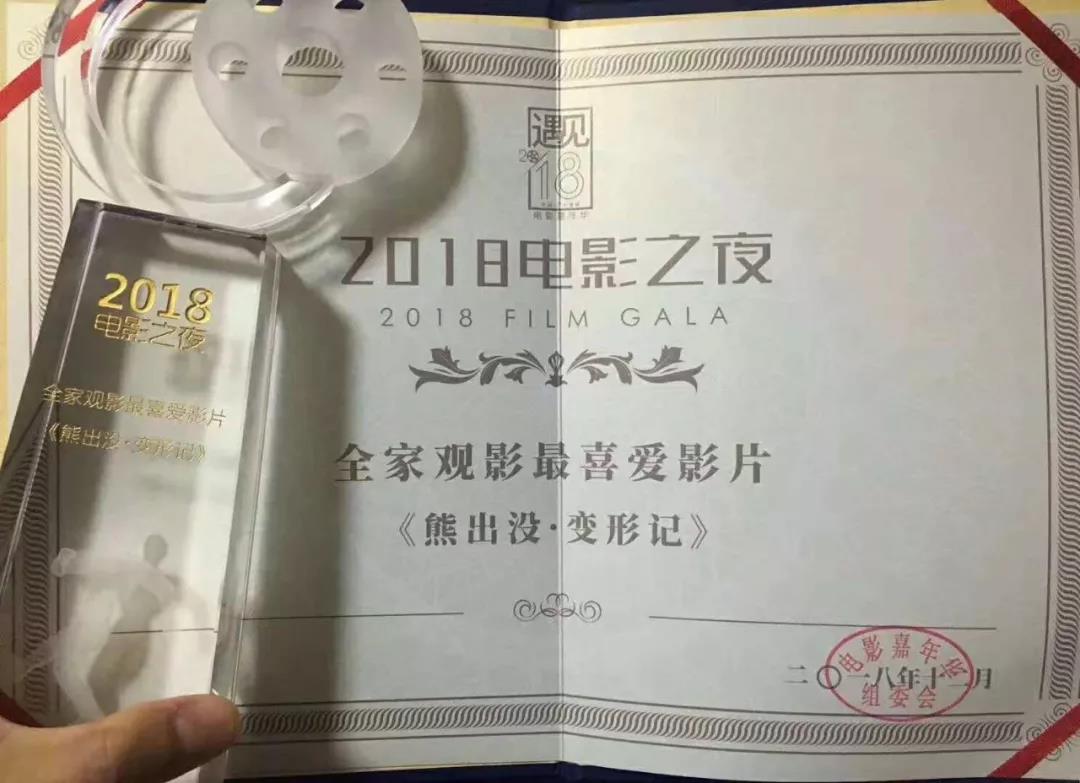 遇见
2018
2018电影之夜
2018 FILM GALA
全家观影最喜爱影片
《熊出没·变形记》
二〇一八年十二月
电影嘉年华
组委会
2018
电影之夜
全家观影最喜爱影片
《熊出没·变形记》